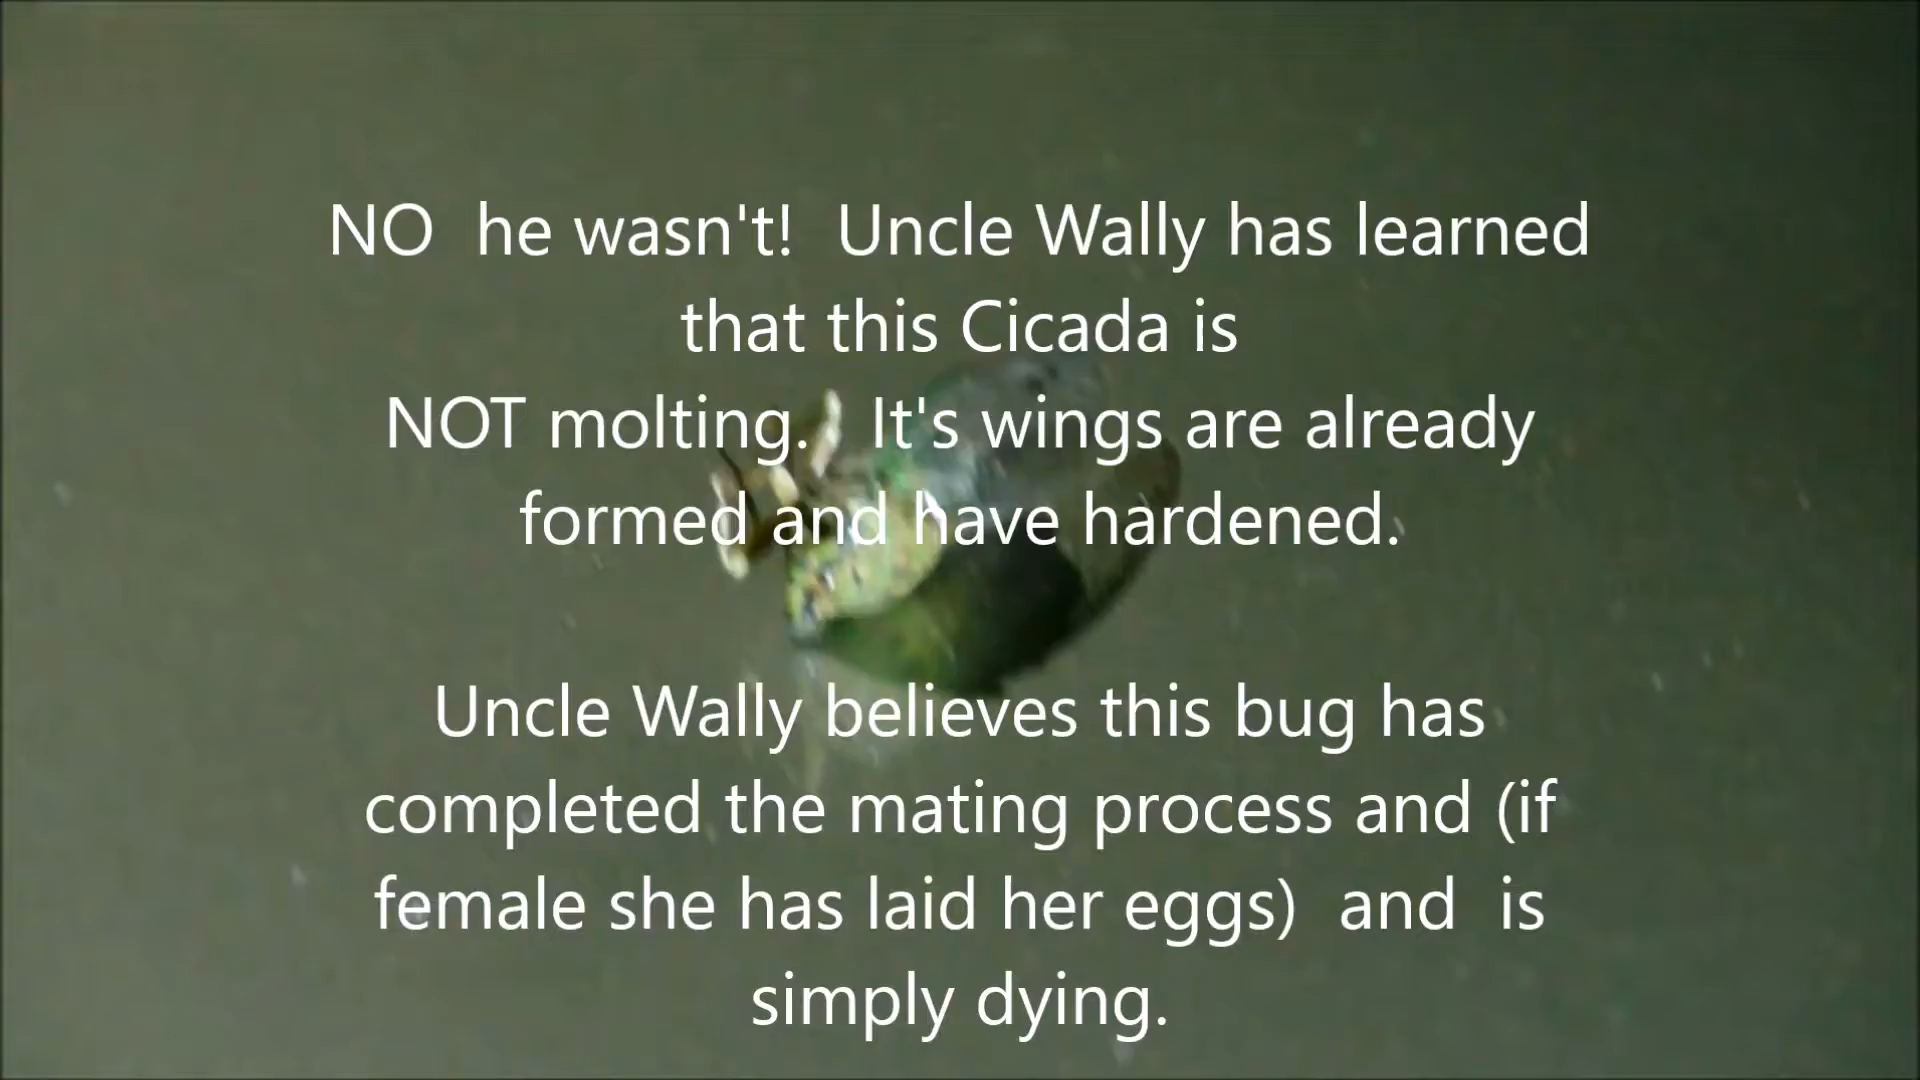 NO  he wasn't!  Uncle Wally has learned
that this Cicada is
NOT molting.   It's wings are already
formed and have hardened.
Uncle Wally believes this bug has
completed the mating process and (if
female she has laid her eggs)  and  is
simply dying.